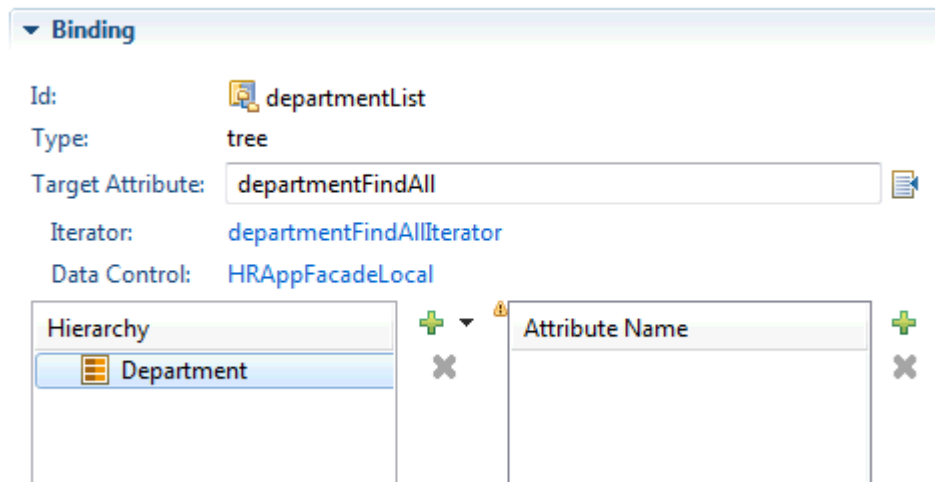 Binding
Id: departmentList
Type: tree
Target Attribute: departmentFindAll
Iterator: departmentFindAllIterator
Data Control: HRAppFacadeLocal
Hierarchy Attribute Name
Department